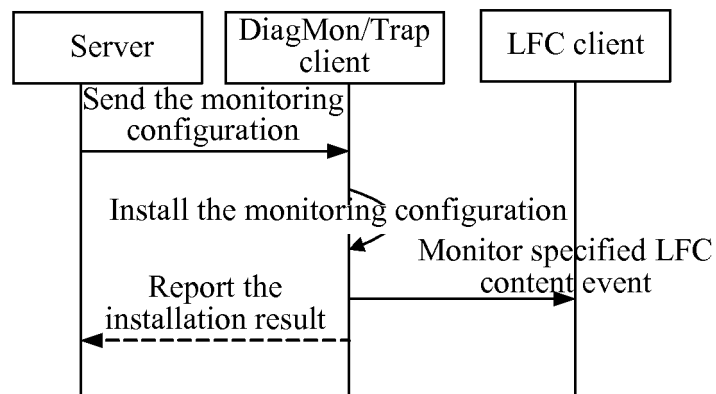 Server
DiagMon/Trap
client
LFC client
Send the monitoring
configuration
Install the monitoring configuration
Monitor specified LFC
content event
Report the
installation result